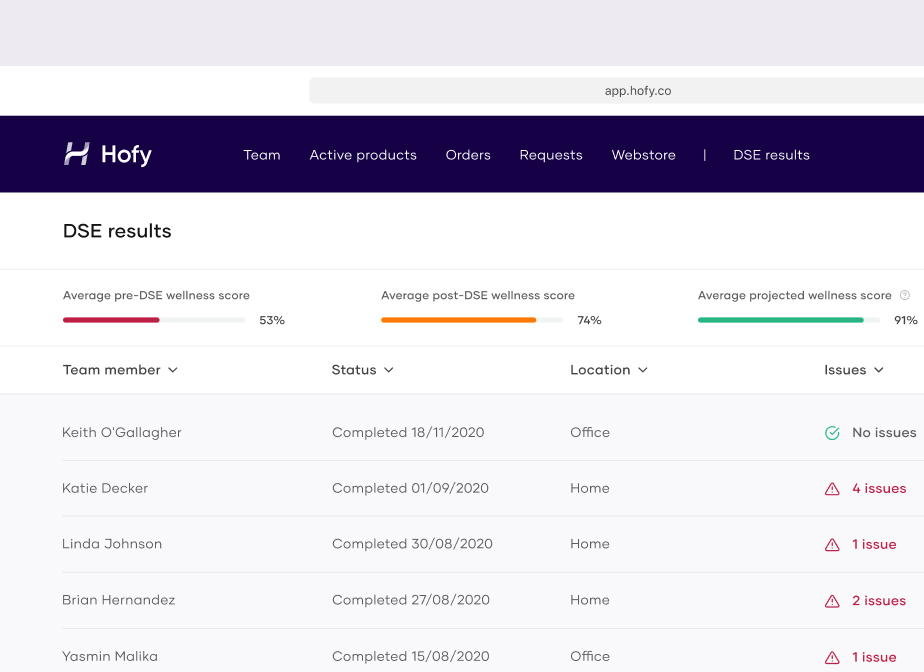 app.hofy.co
Hofy Team Active products Orders Requests Webstore | DSE results
DSE results
Average pre-DSE wellness score Average post-DSE wellness score Average projected wellness score ?
53% 74% 91%
Team member Status Location Issues
Keith O'Gallagher Completed 18/11/2020 Office No issues
Katie Decker Completed 01/09/2020 Home 4 issues
Linda Johnson Completed 30/08/2020 Home 1 issue
Brian Hernandez Completed 27/08/2020 Home 2 issues
Yasmin Malika Completed 15/08/2020 Office 1 issue